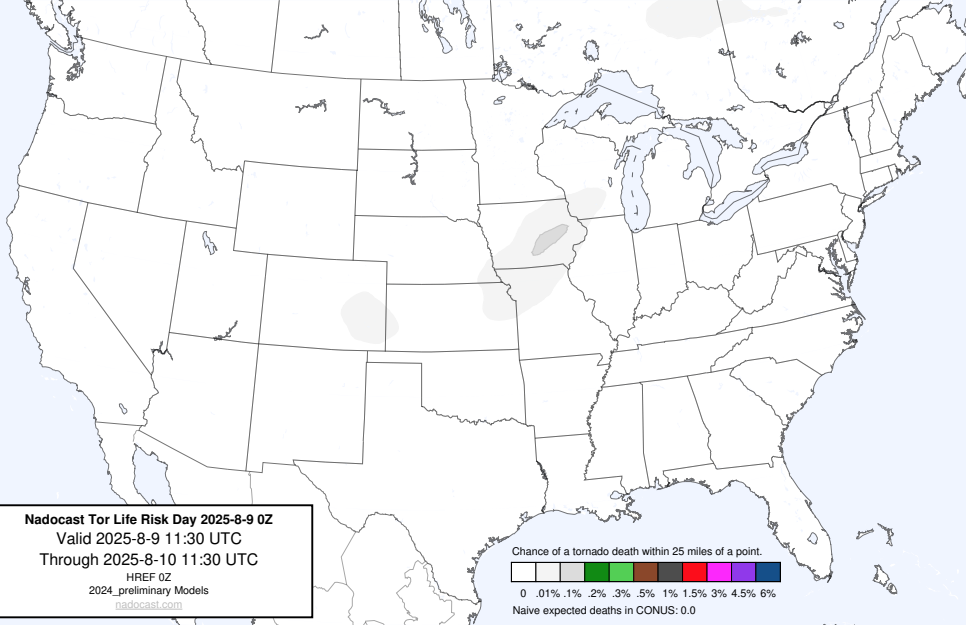 Nadocast Tor Life Risk Day 2025-8-9 0Z
Valid 2025-8-9 11:30 UTC
Through 2025-8-10 11:30 UTC
HREF 0Z
2024_preliminary Models
nadocast.com
Chance of a tornado death within 25 miles of a point.
0 .01% .1% .2% .3% .5% 1% 1.5% 3% 4.5% 6%
Naive expected deaths in CONUS: 0.0